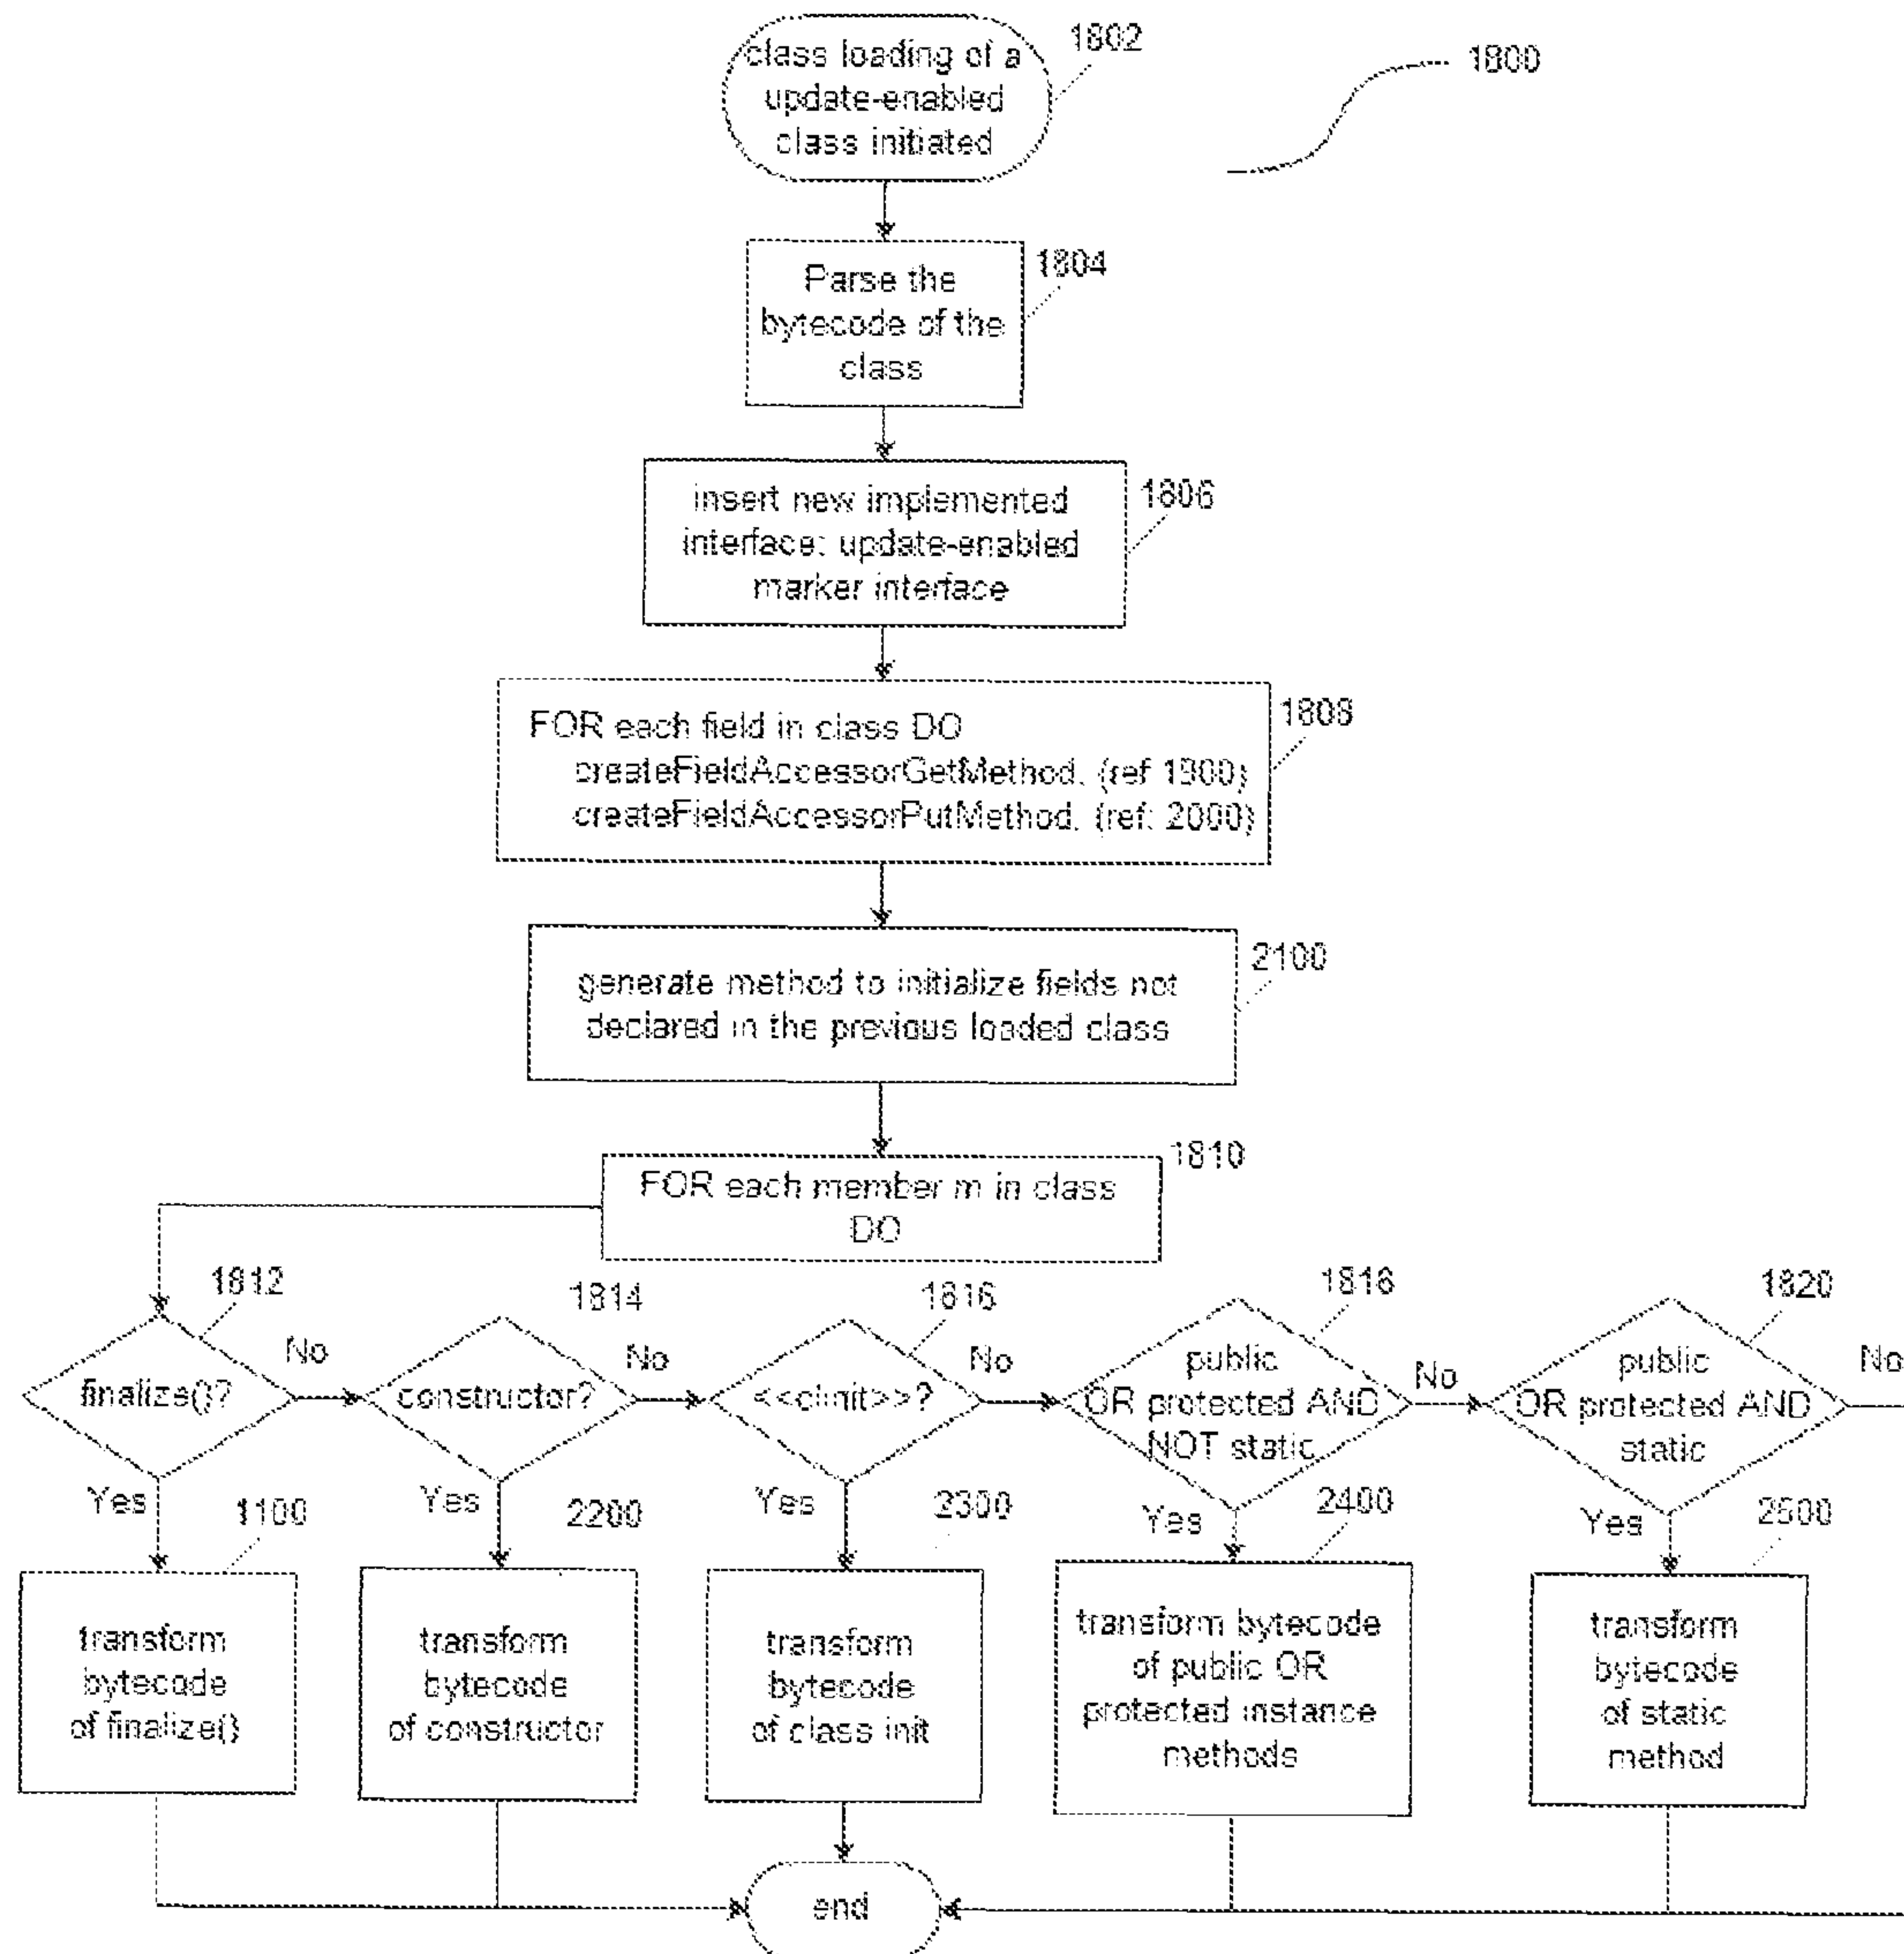 class loading of a
update-enabled
class initiated
1802
1800
Parse the
bytecode of the
class
1804
insert new implemented
interface: update-enabled
marker interface
1806
FOR each field in class DO
createFieldAccessorGetMethod. (ref 1900)
createFieldAccessorPutMethod. (ref: 2000)
1808
generate method to initialize fields not
declared in the previous loaded class
2100
FOR each member m in class
DO
1810
1812
1814
1816
1818
1820
finalize()?
No
constructor?
No
<<clinit>>?
No
public
OR protected AND
NOT static
No
public
OR protected AND
static
No
Yes
1100
Yes
2200
Yes
2300
Yes
2400
Yes
2500
transform
bytecode
of finalize()
transform
bytecode
of constructor
transform
bytecode
of class init
transform bytecode
of public OR
protected instance
methods
transform
bytecode
of static
method
end